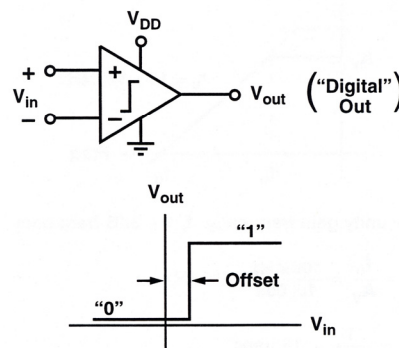 V_DD
+
+
V_in
−
−
V_out
("Digital" Out)
V_out
"1"
Offset
"0"
V_in